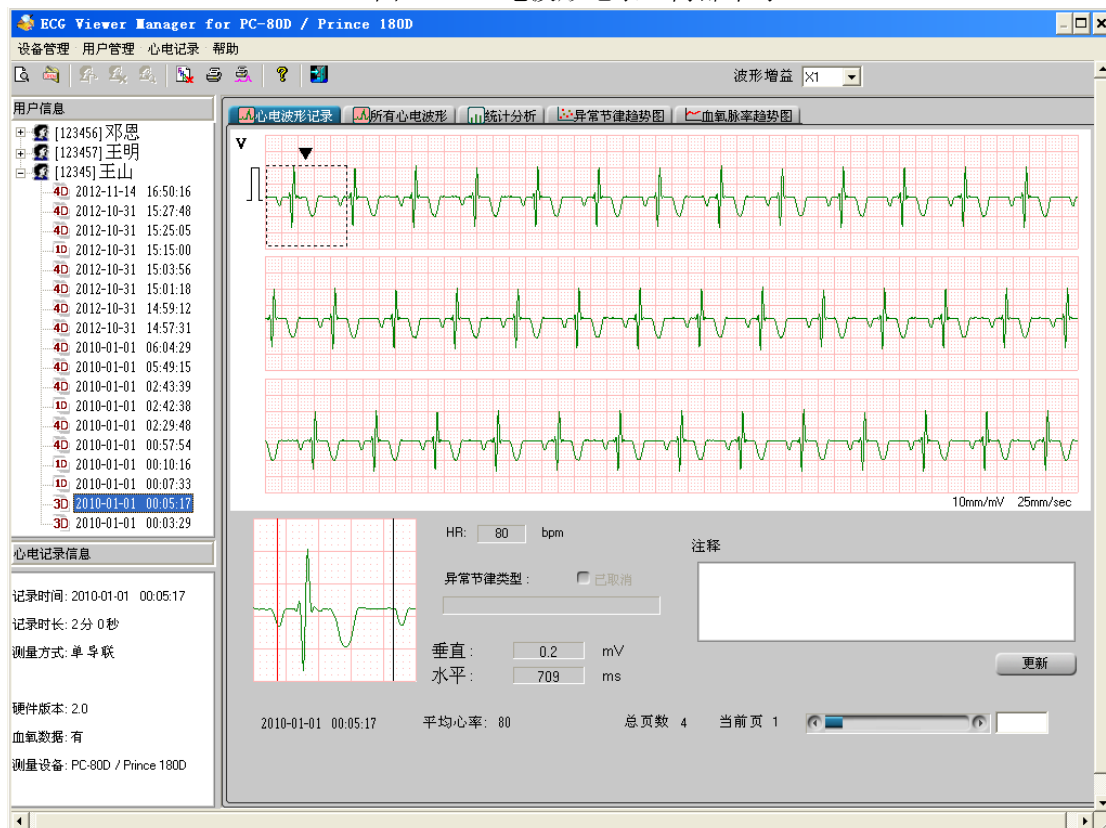 ECG Viewer Manager for PC-80D / Prince 180D
设备管理 用户管理 心电记录 帮助
波形增益 X1
用户信息
[123456]邓恩
[123457]王明
[12345]王山
4D 2012-11-14 16:50:16
4D 2012-10-31 15:27:48
4D 2012-10-31 15:25:05
1D 2012-10-31 15:15:00
4D 2012-10-31 15:03:56
4D 2012-10-31 15:01:18
4D 2012-10-31 14:59:12
4D 2012-10-31 14:57:31
4D 2010-01-01 06:04:29
4D 2010-01-01 05:49:15
4D 2010-01-01 02:43:39
1D 2010-01-01 02:42:38
4D 2010-01-01 02:29:48
4D 2010-01-01 00:57:54
1D 2010-01-01 00:10:16
1D 2010-01-01 00:07:33
3D 2010-01-01 00:05:17
3D 2010-01-01 00:03:29
心电记录信息
记录时间: 2010-01-01 00:05:17
记录时长: 2分 0秒
测量方式: 单导联
硬件版本: 2.0
血氧数据: 有
测量设备: PC-80D / Prince 180D
心电波形记录 所有心电波形 统计分析 异常节律趋势图 血氧脉率趋势图
V
10mm/mV 25mm/sec
HR: 80 bpm
异常节律类型: 已取消
垂直: 0.2 mV
水平: 709 ms
注释
更新
2010-01-01 00:05:17 平均心率: 80 总页数 4 当前页 1